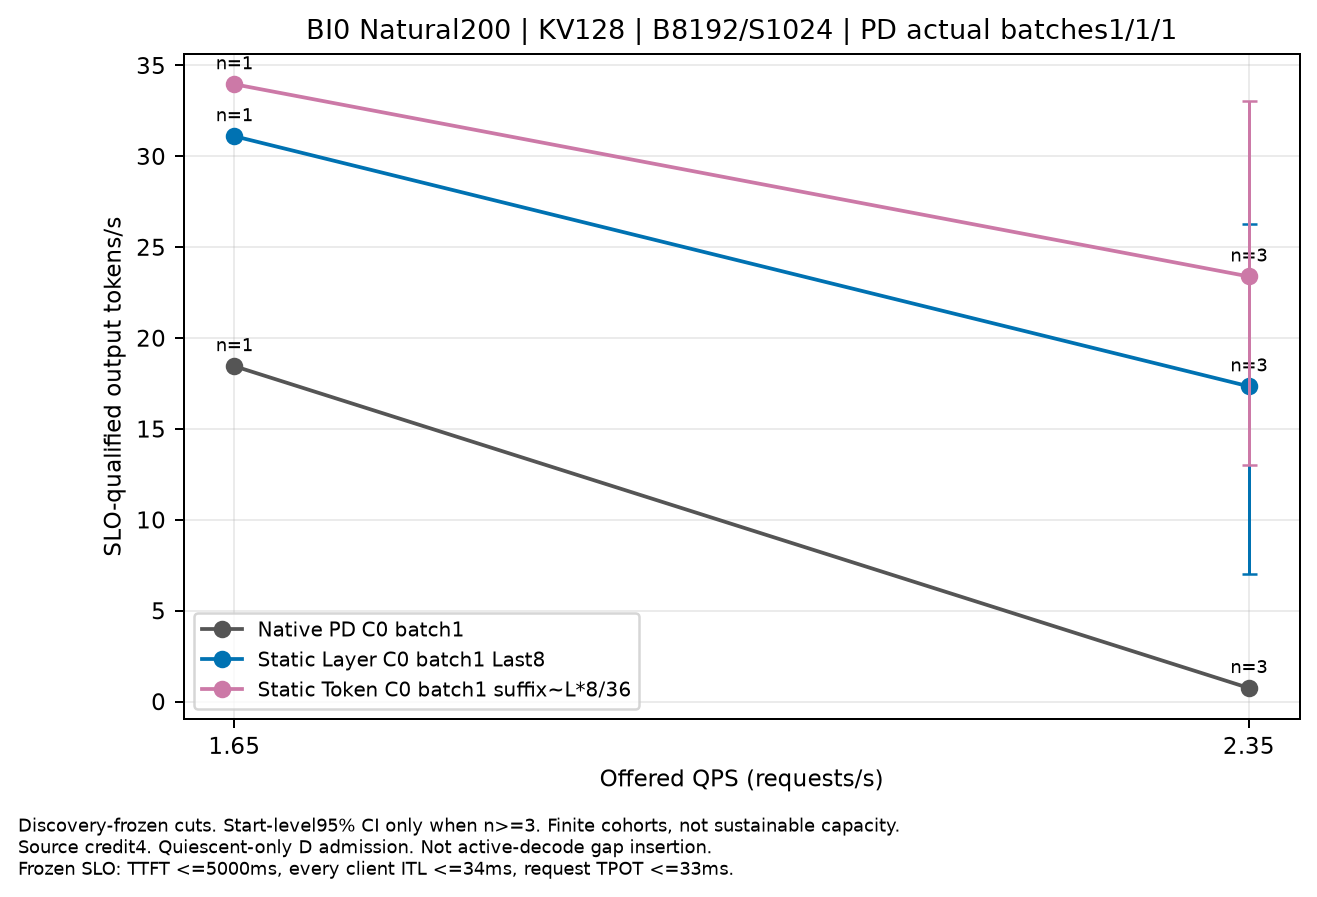 BI0 Natural200 | KV128 | B8192/S1024 | PD actual batches1/1/1
SLO-qualified output tokens/s
35
30
25
20
15
10
5
0
n=1
n=1
n=1
n=3
n=3
n=3
Native PD C0 batch1
Static Layer C0 batch1 Last8
Static Token C0 batch1 suffix~L*8/36
1.65
2.35
Offered QPS (requests/s)
Discovery-frozen cuts. Start-level95% CI only when n>=3. Finite cohorts, not sustainable capacity.
Source credit4. Quiescent-only D admission. Not active-decode gap insertion.
Frozen SLO: TTFT <=5000ms, every client ITL <=34ms, request TPOT <=33ms.